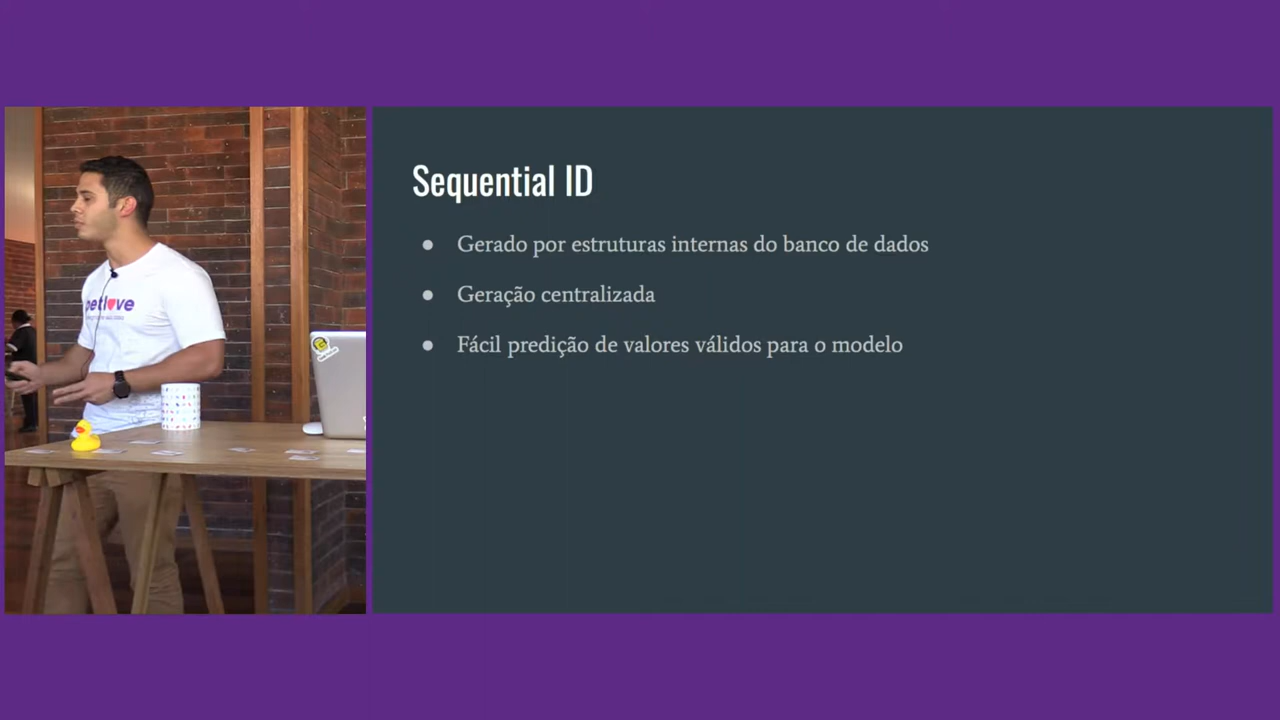 petlove
Sequential ID
● Gerado por estruturas internas do banco de dados
● Geração centralizada
● Fácil predição de valores válidos para o modelo